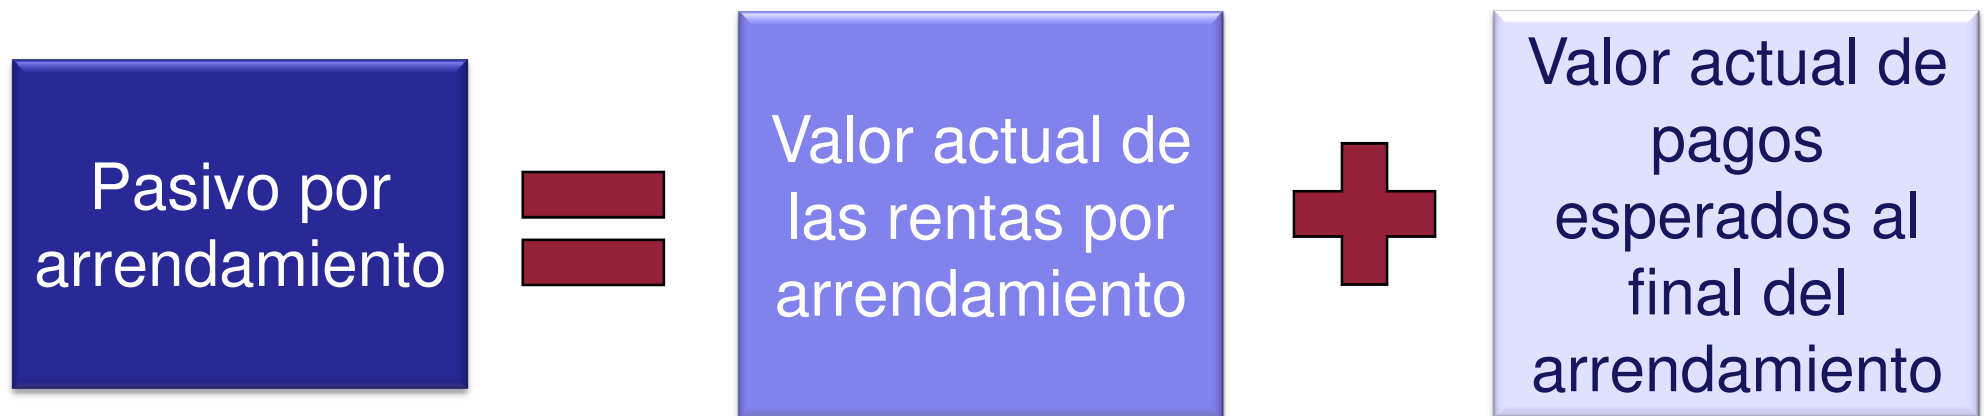 Pasivo por
arrendamiento
Valor actual de
las rentas por
arrendamiento
Valor actual de
pagos
esperados al
final del
arrendamiento